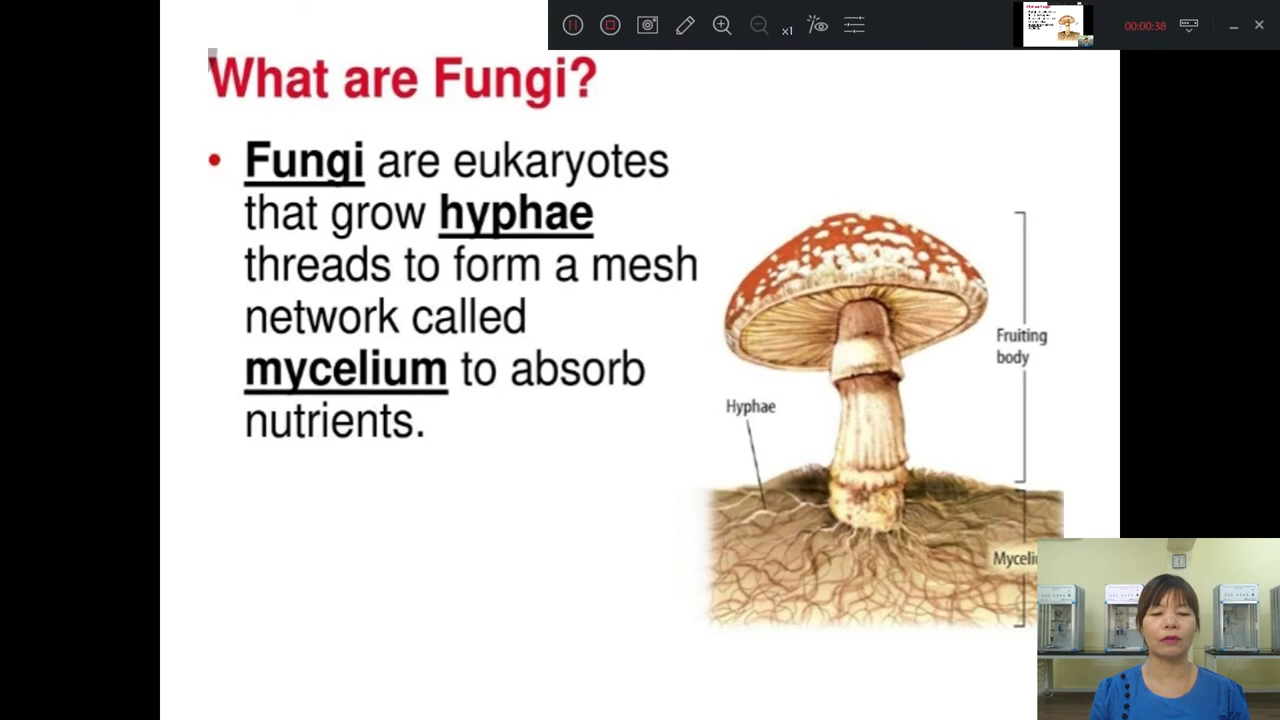 x1
00:00:38
What are Fungi?
• Fungi are eukaryotes
that grow hyphae
threads to form a mesh
network called
mycelium to absorb
nutrients.
Fruiting
body
Hyphae
Myceli